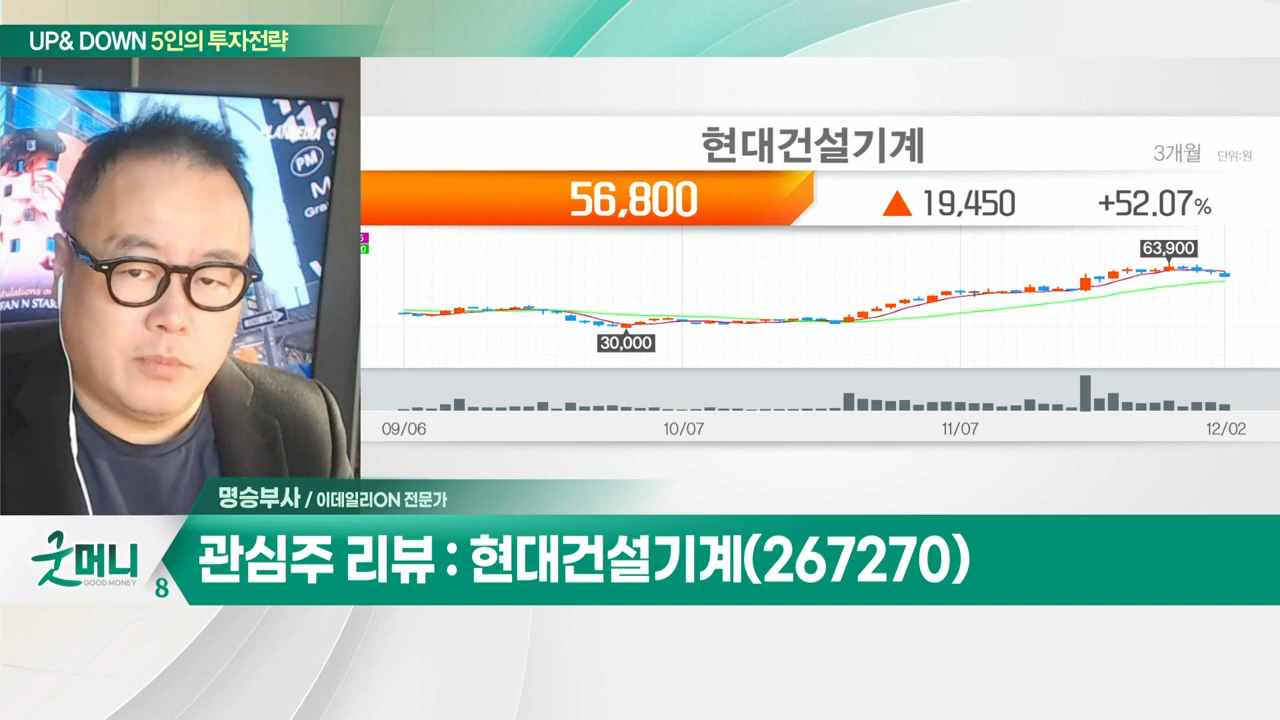 UP& DOWN 5인의 투자전략
PM
현대건설기계
3개월 단위:원
56,800 ▲ 19,450 +52.07%
63,900
30,000
09/06 10/07 11/07 12/02
명승부사 / 이데일리ON 전문가
굿머니
GOOD MONEY
8
관심주 리뷰 : 현대건설기계(267270)